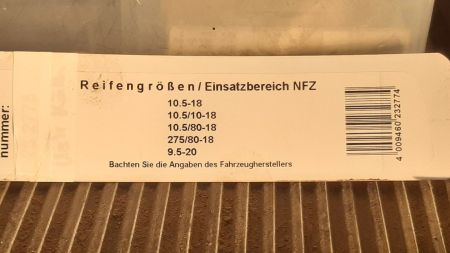 Reifengrößen/Einsatzbereich NFZ
10.5-18
10.5/10-18
10.5/80-18
275/80-18
9.5-20
Bachten Sie die Angaben des Fahrzeugherstellers
nummer:
4 009460 232774